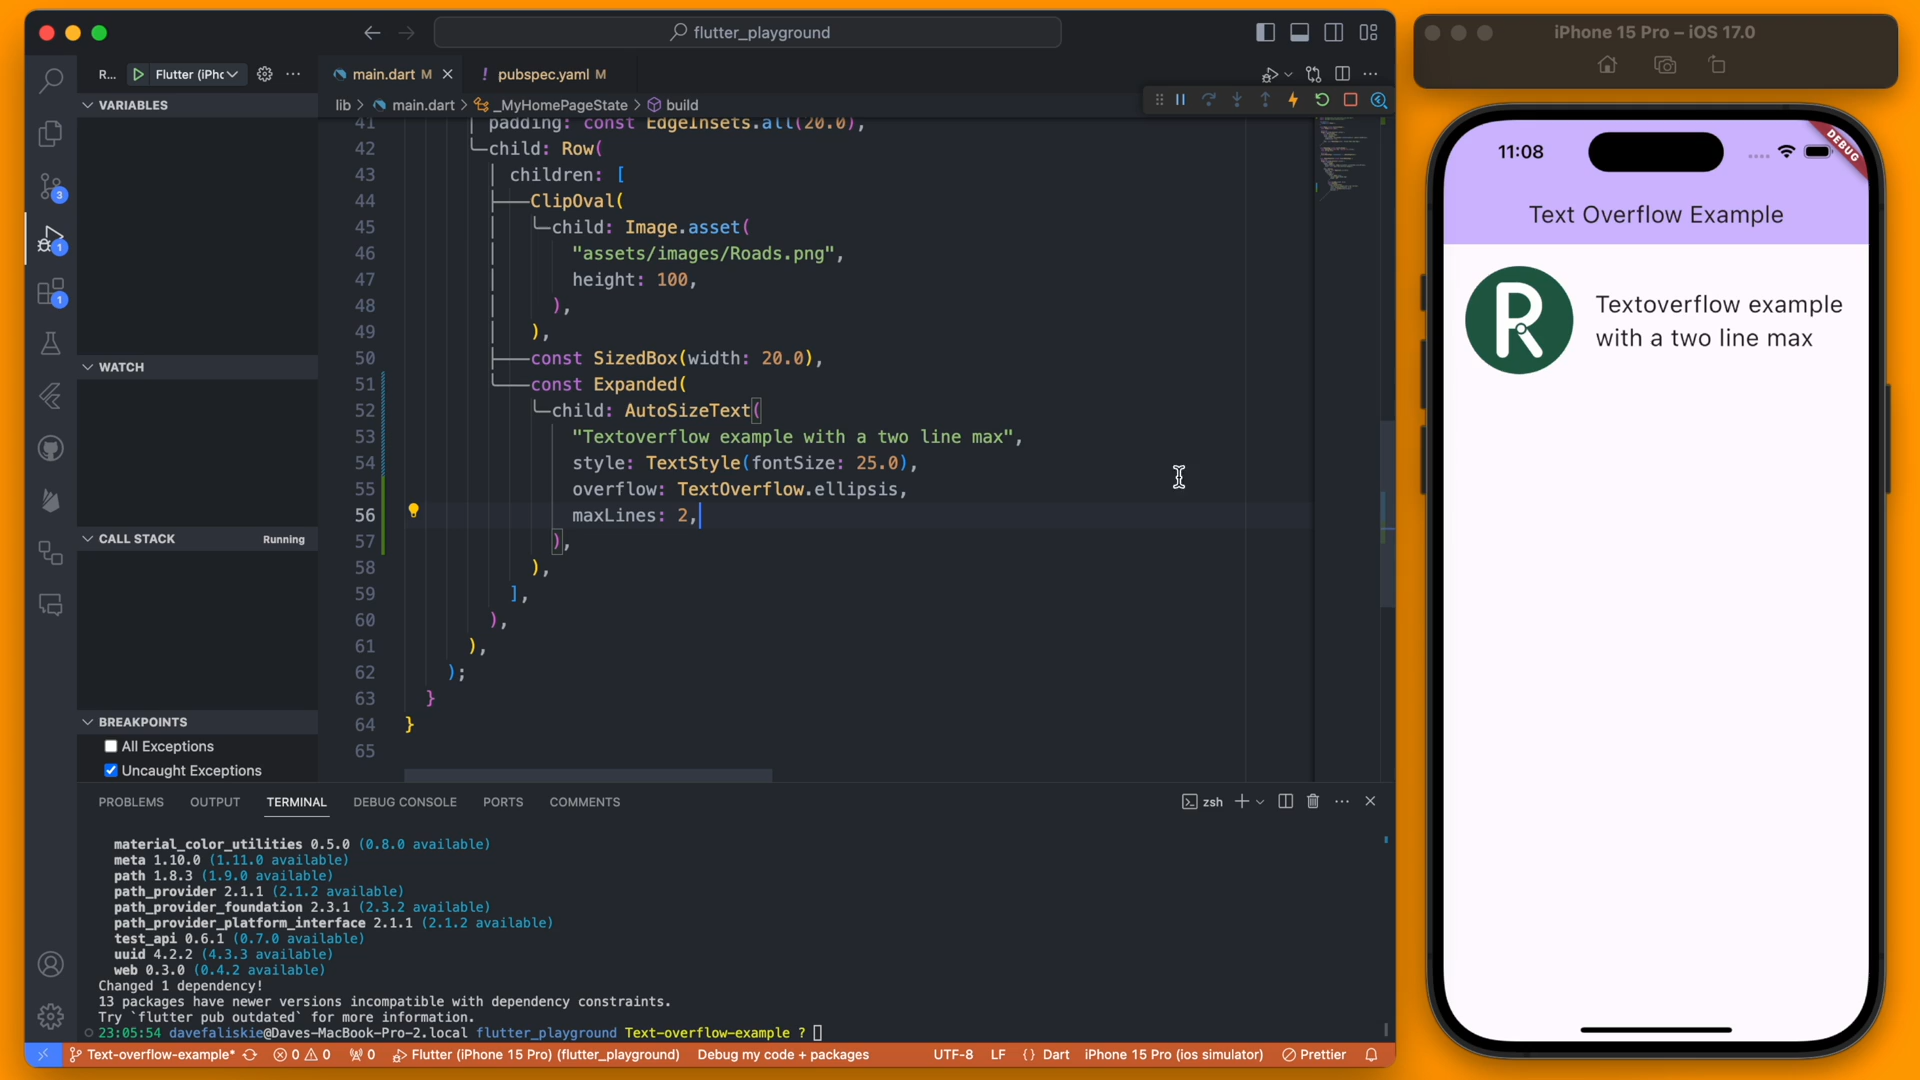 flutter_playground
R...
Flutter (iPhc
main.dart M
! pubspec.yaml M
lib > main.dart > _MyHomePageState > build
VARIABLES
WATCH
CALL STACK
Running
BREAKPOINTS
All Exceptions
Uncaught Exceptions
3
1
1
41 padding: const EdgeInsets.all(20.0),
42 child: Row(
43 children: [
44 ClipOval(
45 child: Image.asset(
46 "assets/images/Roads.png",
47 height: 100,
48 ),
49 ),
50 const SizedBox(width: 20.0),
51 const Expanded(
52 child: AutoSizeText(
53 "Textoverflow example with a two line max",
54 style: TextStyle(fontSize: 25.0),
55 overflow: TextOverflow.ellipsis,
56 maxLines: 2,
57 ),
58 ),
59 ],
60 ),
61 ),
62 );
63 }
64 }
65
PROBLEMS
OUTPUT
TERMINAL
DEBUG CONSOLE
PORTS
COMMENTS
zsh
material_color_utilities 0.5.0 (0.8.0 available)
meta 1.10.0 (1.11.0 available)
path 1.8.3 (1.9.0 available)
path_provider 2.1.1 (2.1.2 available)
path_provider_foundation 2.3.1 (2.3.2 available)
path_provider_platform_interface 2.1.1 (2.1.2 available)
test_api 0.6.1 (0.7.0 available)
uuid 4.2.2 (4.3.3 available)
web 0.3.0 (0.4.2 available)
Changed 1 dependency!
13 packages have newer versions incompatible with dependency constraints.
Try `flutter pub outdated` for more information.
23:05:54 davefaliskie@Daves-MacBook-Pro-2.local flutter_playground Text-overflow-example ?
Text-overflow-example*
0
0
0
Flutter (iPhone 15 Pro) (flutter_playground)
Debug my code + packages
UTF-8
LF
{ } Dart
iPhone 15 Pro (ios simulator)
Prettier
iPhone 15 Pro – iOS 17.0
11:08
DEBUG
Text Overflow Example
R
Textoverflow example
with a two line max